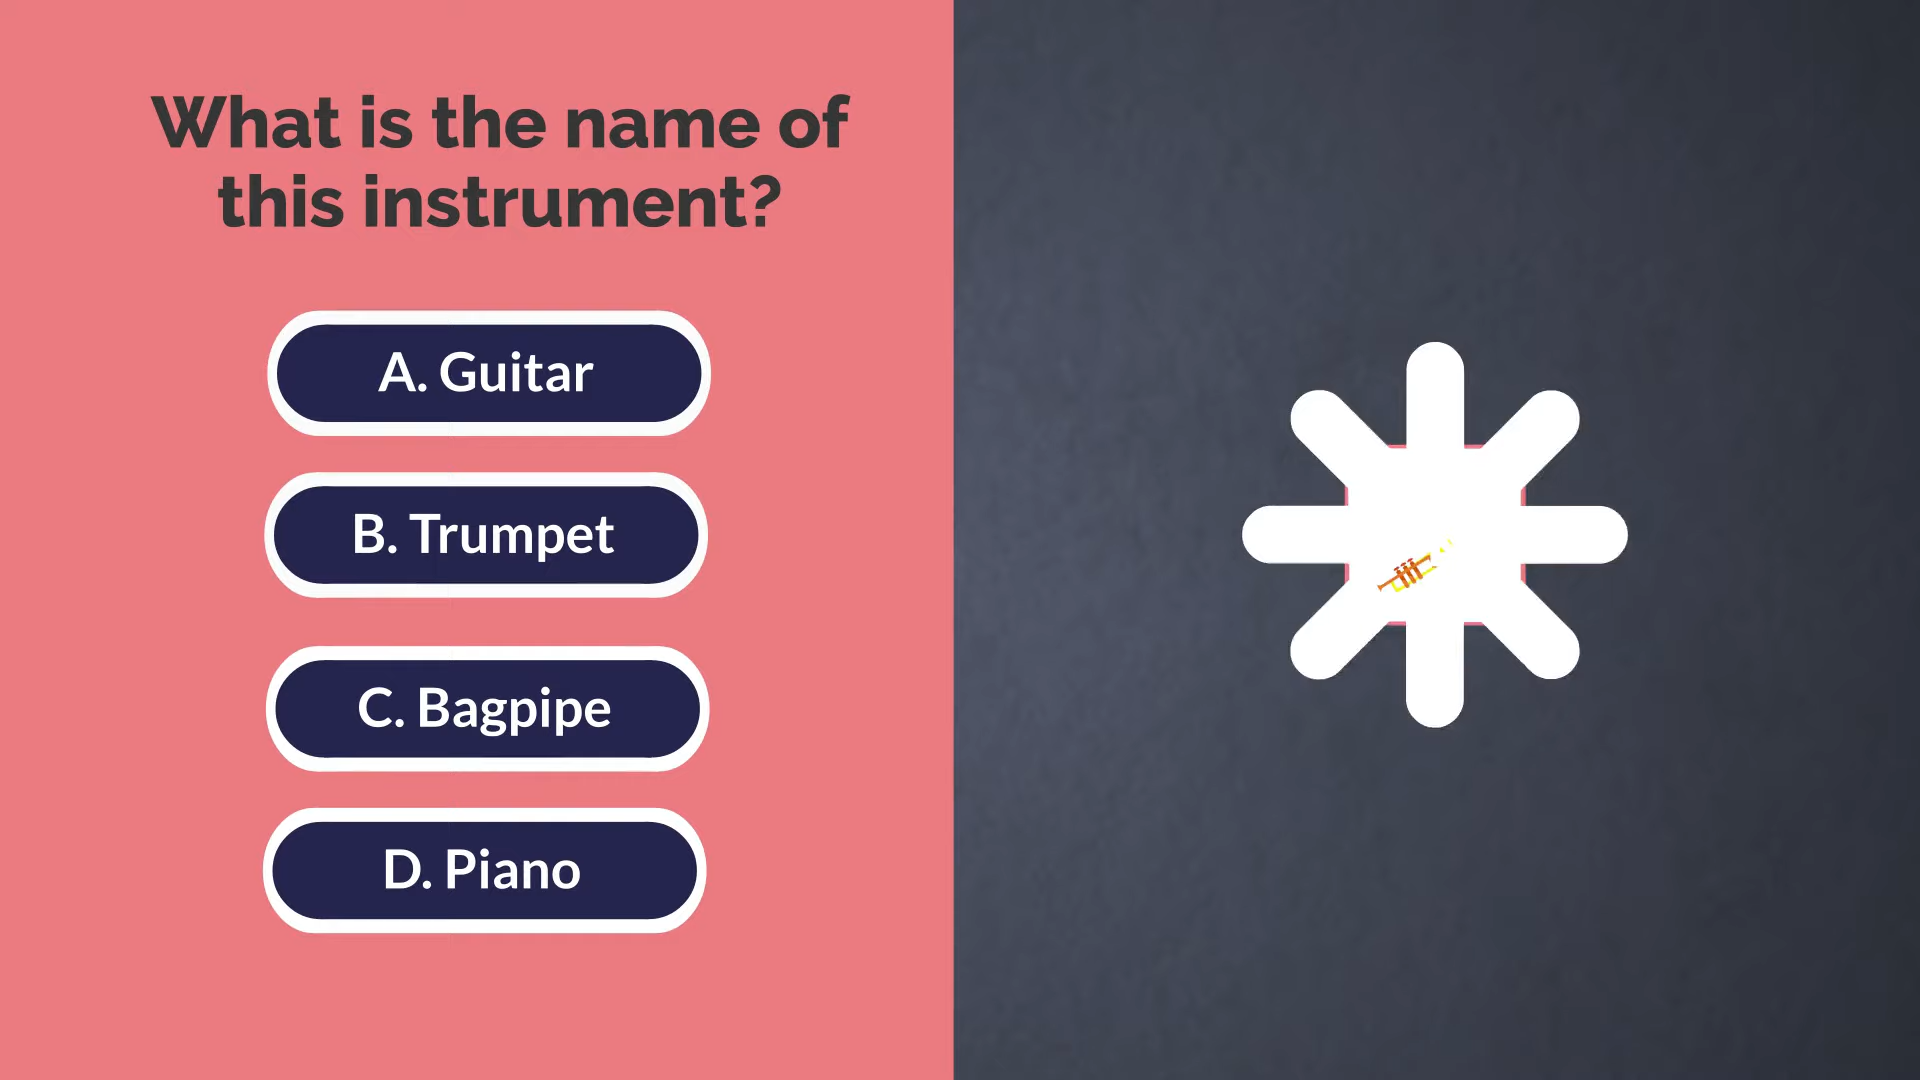 What is the name of
this instrument?
A. Guitar
B. Trumpet
C. Bagpipe
D. Piano